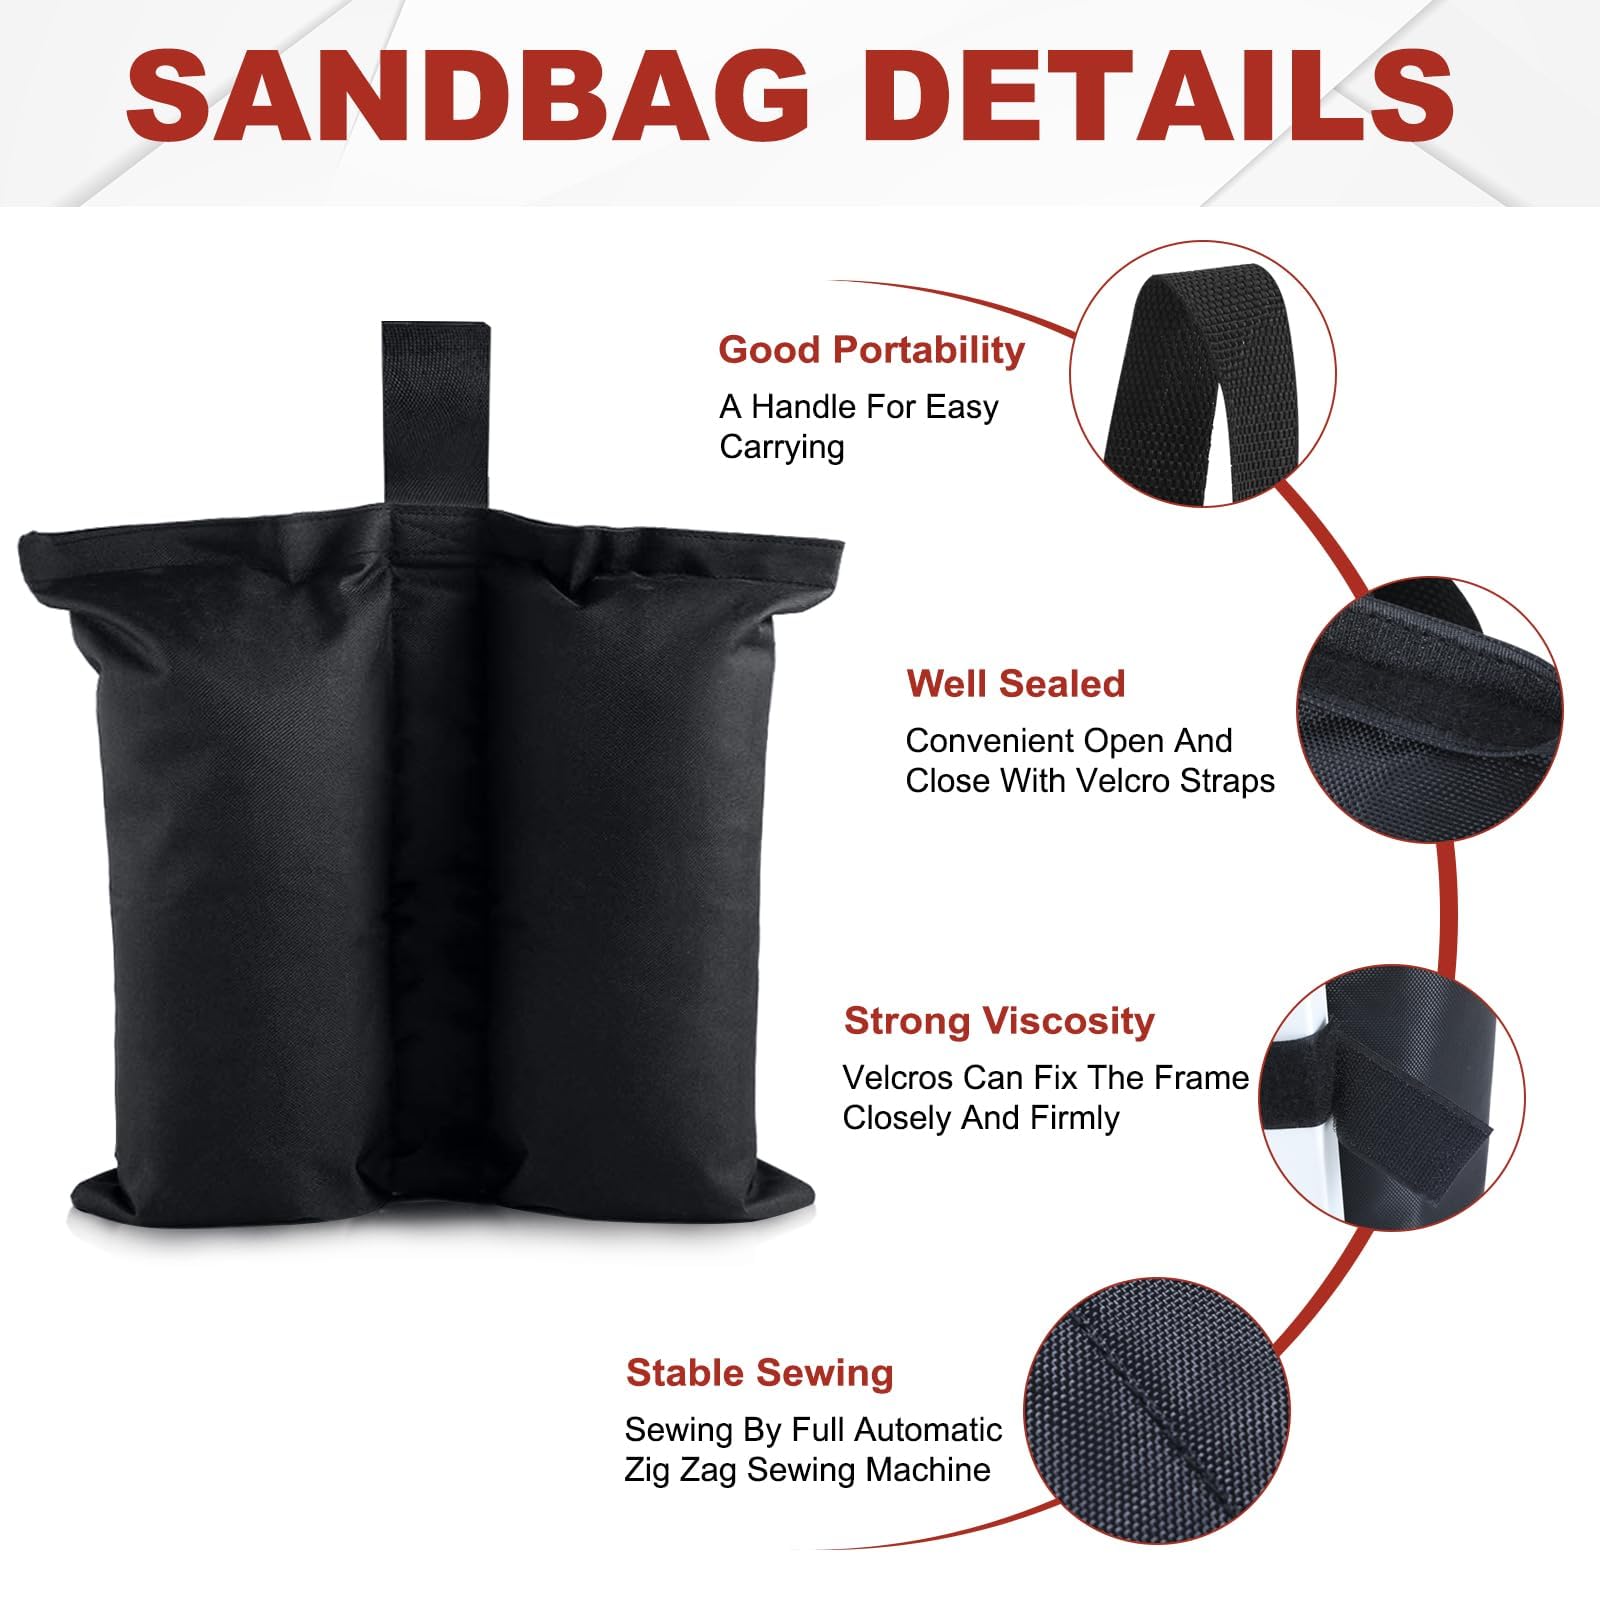 SANDBAG DETAILS
Good Portability
A Handle For Easy
Carrying
Well Sealed
Convenient Open And
Close With Velcro Straps
Strong Viscosity
Velcros Can Fix The Frame
Closely And Firmly
Stable Sewing
Sewing By Full Automatic
Zig Zag Sewing Machine